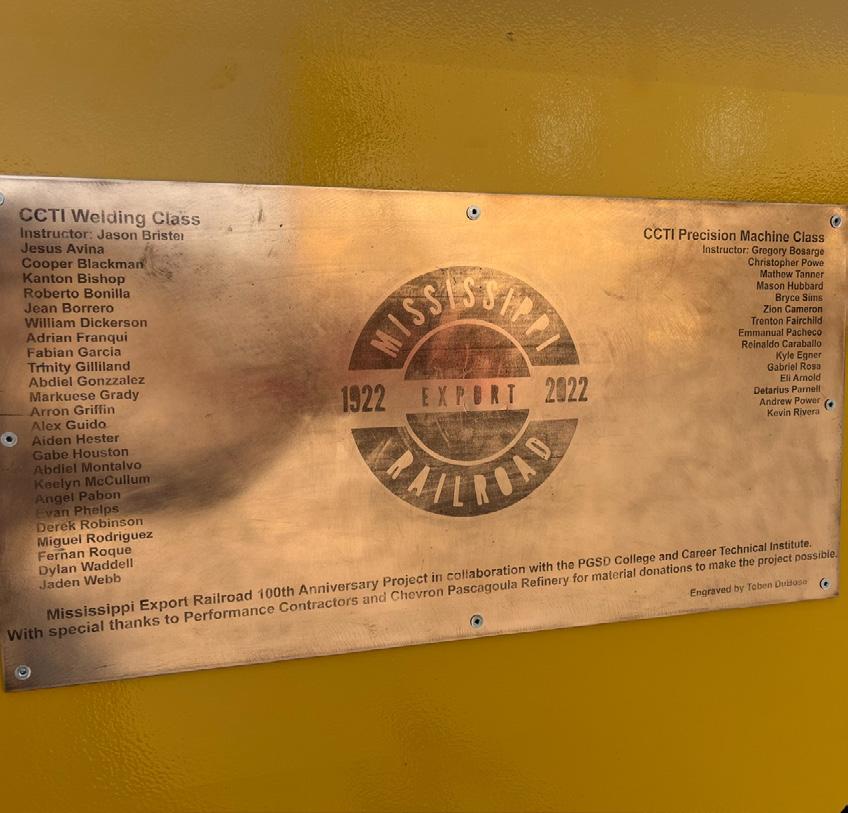 CCTI Welding Class
Instructor: Jason Brister
Jesus Avina
Cooper Blackman
Kanton Bishop
Roberto Bonilla
Jean Borrero
William Dickerson
Adrian Franqui
Fabian Garcia
Trinity Gilliland
Abdiel Gonzzalez
Markuese Grady
Arron Griffin
Alex Guido
Aiden Hester
Gabe Houston
Abdiel Montalvo
Keelyn McCullum
Angel Pabon
Evan Phelps
Derek Robinson
Miguel Rodriguez
Fernan Roque
Dylan Waddell
Jaden Webb
MISSISSIPPI
1922 EXPORT 2022
RAILROAD
CCTI Precision Machine Class
Instructor: Gregory Bosarge
Christopher Powe
Mathew Tanner
Mason Hubbard
Bryce Sims
Zion Cameron
Trenton Fairchild
Emmanuel Pacheco
Reinaldo Caraballo
Kyle Egner
Gabriel Rosa
Eli Arnold
Detarius Parnell
Andrew Power
Kevin Rivera
Mississippi Export Railroad 100th Anniversary Project in collaboration with the PGSD College and Career Technical Institute.
With special thanks to Performance Contractors and Chevron Pascagoula Refinery for material donations to make the project possible.
Engraved by Toben DuBose